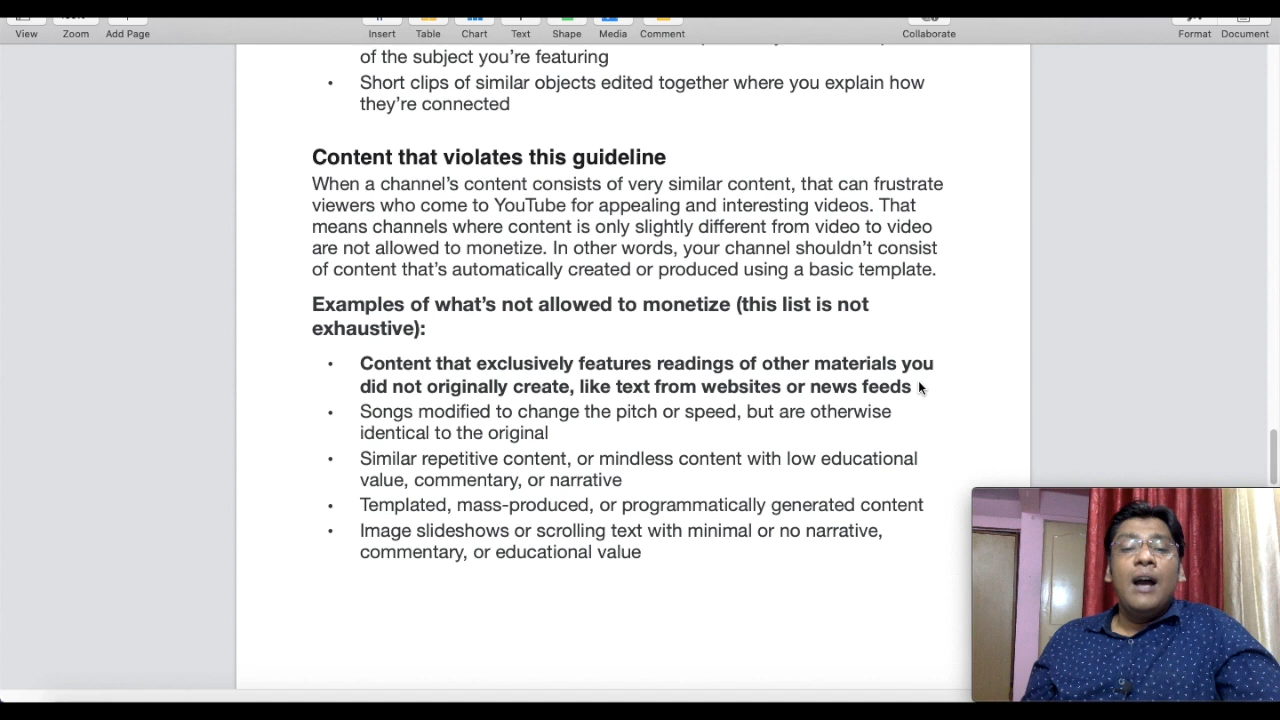 View
Zoom
Add Page
Insert
Table
Chart
Text
Shape
Media
Comment
Collaborate
Format
Document
of the subject you’re featuring
• Short clips of similar objects edited together where you explain how
they’re connected
Content that violates this guideline
When a channel’s content consists of very similar content, that can frustrate
viewers who come to YouTube for appealing and interesting videos. That
means channels where content is only slightly different from video to video
are not allowed to monetize. In other words, your channel shouldn’t consist
of content that’s automatically created or produced using a basic template.
Examples of what’s not allowed to monetize (this list is not
exhaustive):
• Content that exclusively features readings of other materials you
did not originally create, like text from websites or news feeds
• Songs modified to change the pitch or speed, but are otherwise
identical to the original
• Similar repetitive content, or mindless content with low educational
value, commentary, or narrative
• Templated, mass-produced, or programmatically generated content
• Image slideshows or scrolling text with minimal or no narrative,
commentary, or educational value